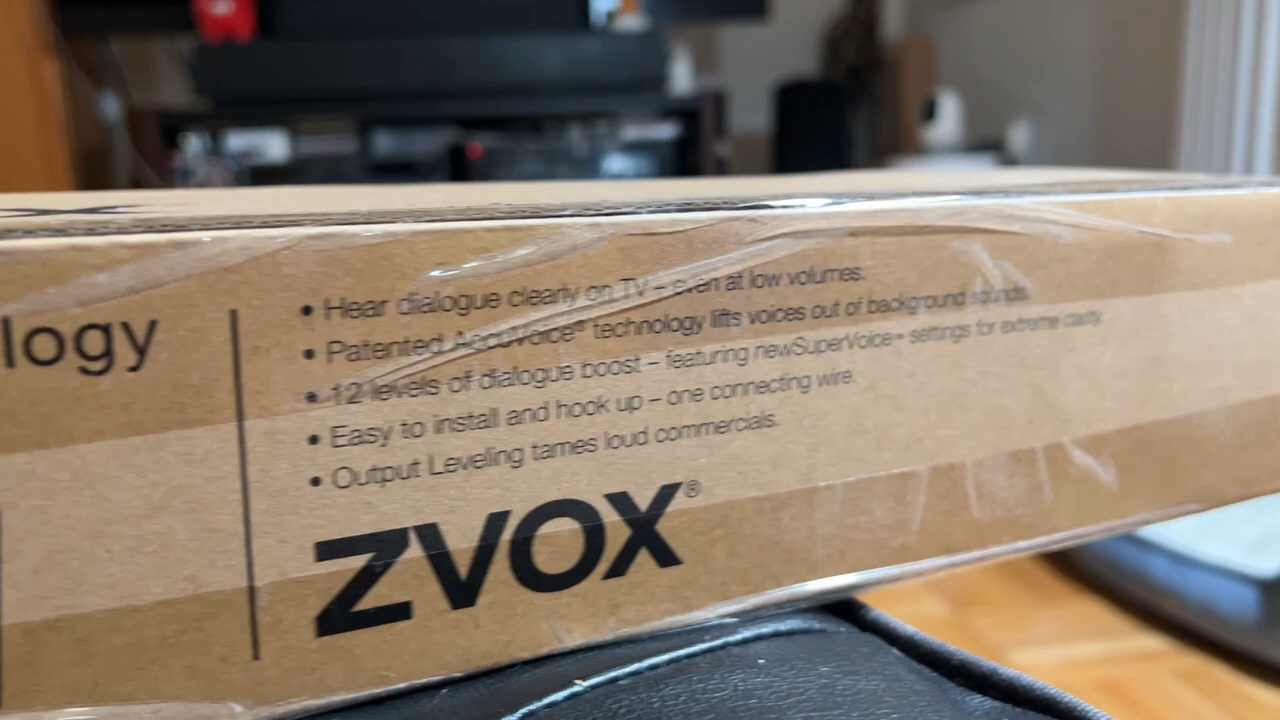 logy
• Hear dialogue clearly on TV – even at low volumes.
• Patented AccuVoice® technology lifts voices out of background sounds.
• 12 levels of dialogue boost – featuring newSuperVoice™ settings for extreme clarity.
• Easy to install and hook up – one connecting wire.
• Output Leveling tames loud commercials.
ZVOX®